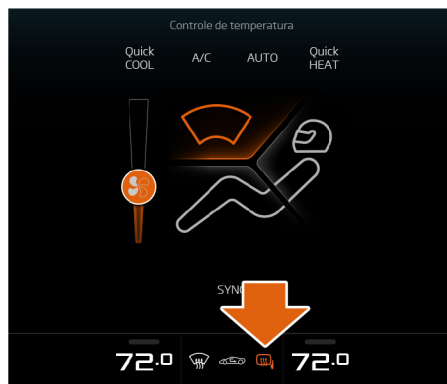 Controle de temperatura
Quick COOL
A/C
AUTO
Quick HEAT
SYNC
72.0
72.0